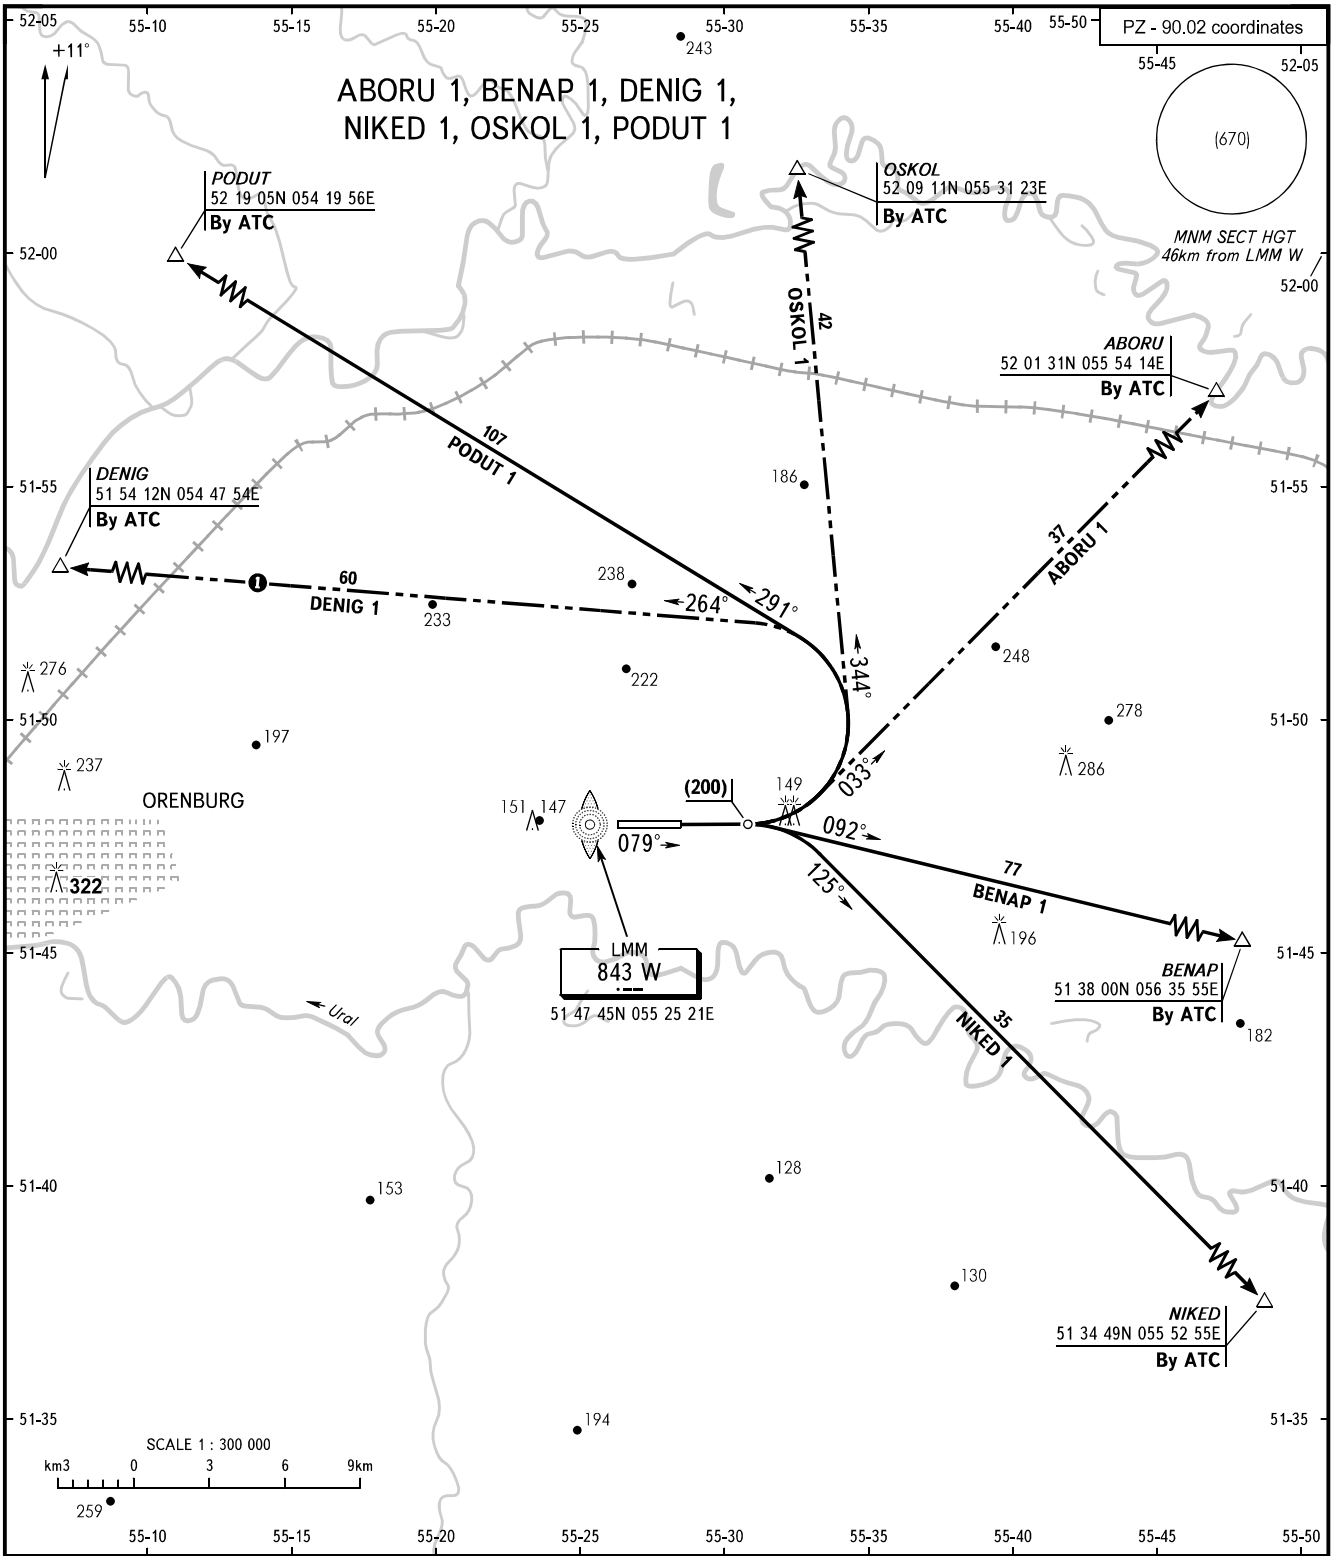 52-05
55-10
55-15
55-20
55-25
55-30
55-35
55-40
55-50
PZ - 90.02 coordinates
55-45
52-05
+11°
243
ABORU 1, BENAP 1, DENIG 1,
NIKED 1, OSKOL 1, PODUT 1
(670)
MNM SECT HGT
46km from LMM W
PODUT
52 19 05N 054 19 56E
By ATC
OSKOL
52 09 11N 055 31 23E
By ATC
52-00
52-00
42
OSKOL 1
ABORU
52 01 31N 055 54 14E
By ATC
107
PODUT 1
DENIG
51 54 12N 054 47 54E
By ATC
51-55
186
51-55
37
ABORU 1
1
60
DENIG 1
238
233
264°
291°
276
222
344°
248
51-50
278
51-50
197
237
286
033°
ORENBURG
151
147
(200)
149
079°
092°
322
125°
77
BENAP 1
196
LMM
843 W
51 47 45N 055 25 21E
51-45
51-45
BENAP
51 38 00N 056 35 55E
By ATC
182
Ural
35
NIKED 1
51-40
153
128
51-40
130
NIKED
51 34 49N 055 52 55E
By ATC
51-35
194
51-35
SCALE 1 : 300 000
km3
0
3
6
9km
259
55-10
55-15
55-20
55-25
55-30
55-35
55-40
55-45
55-50